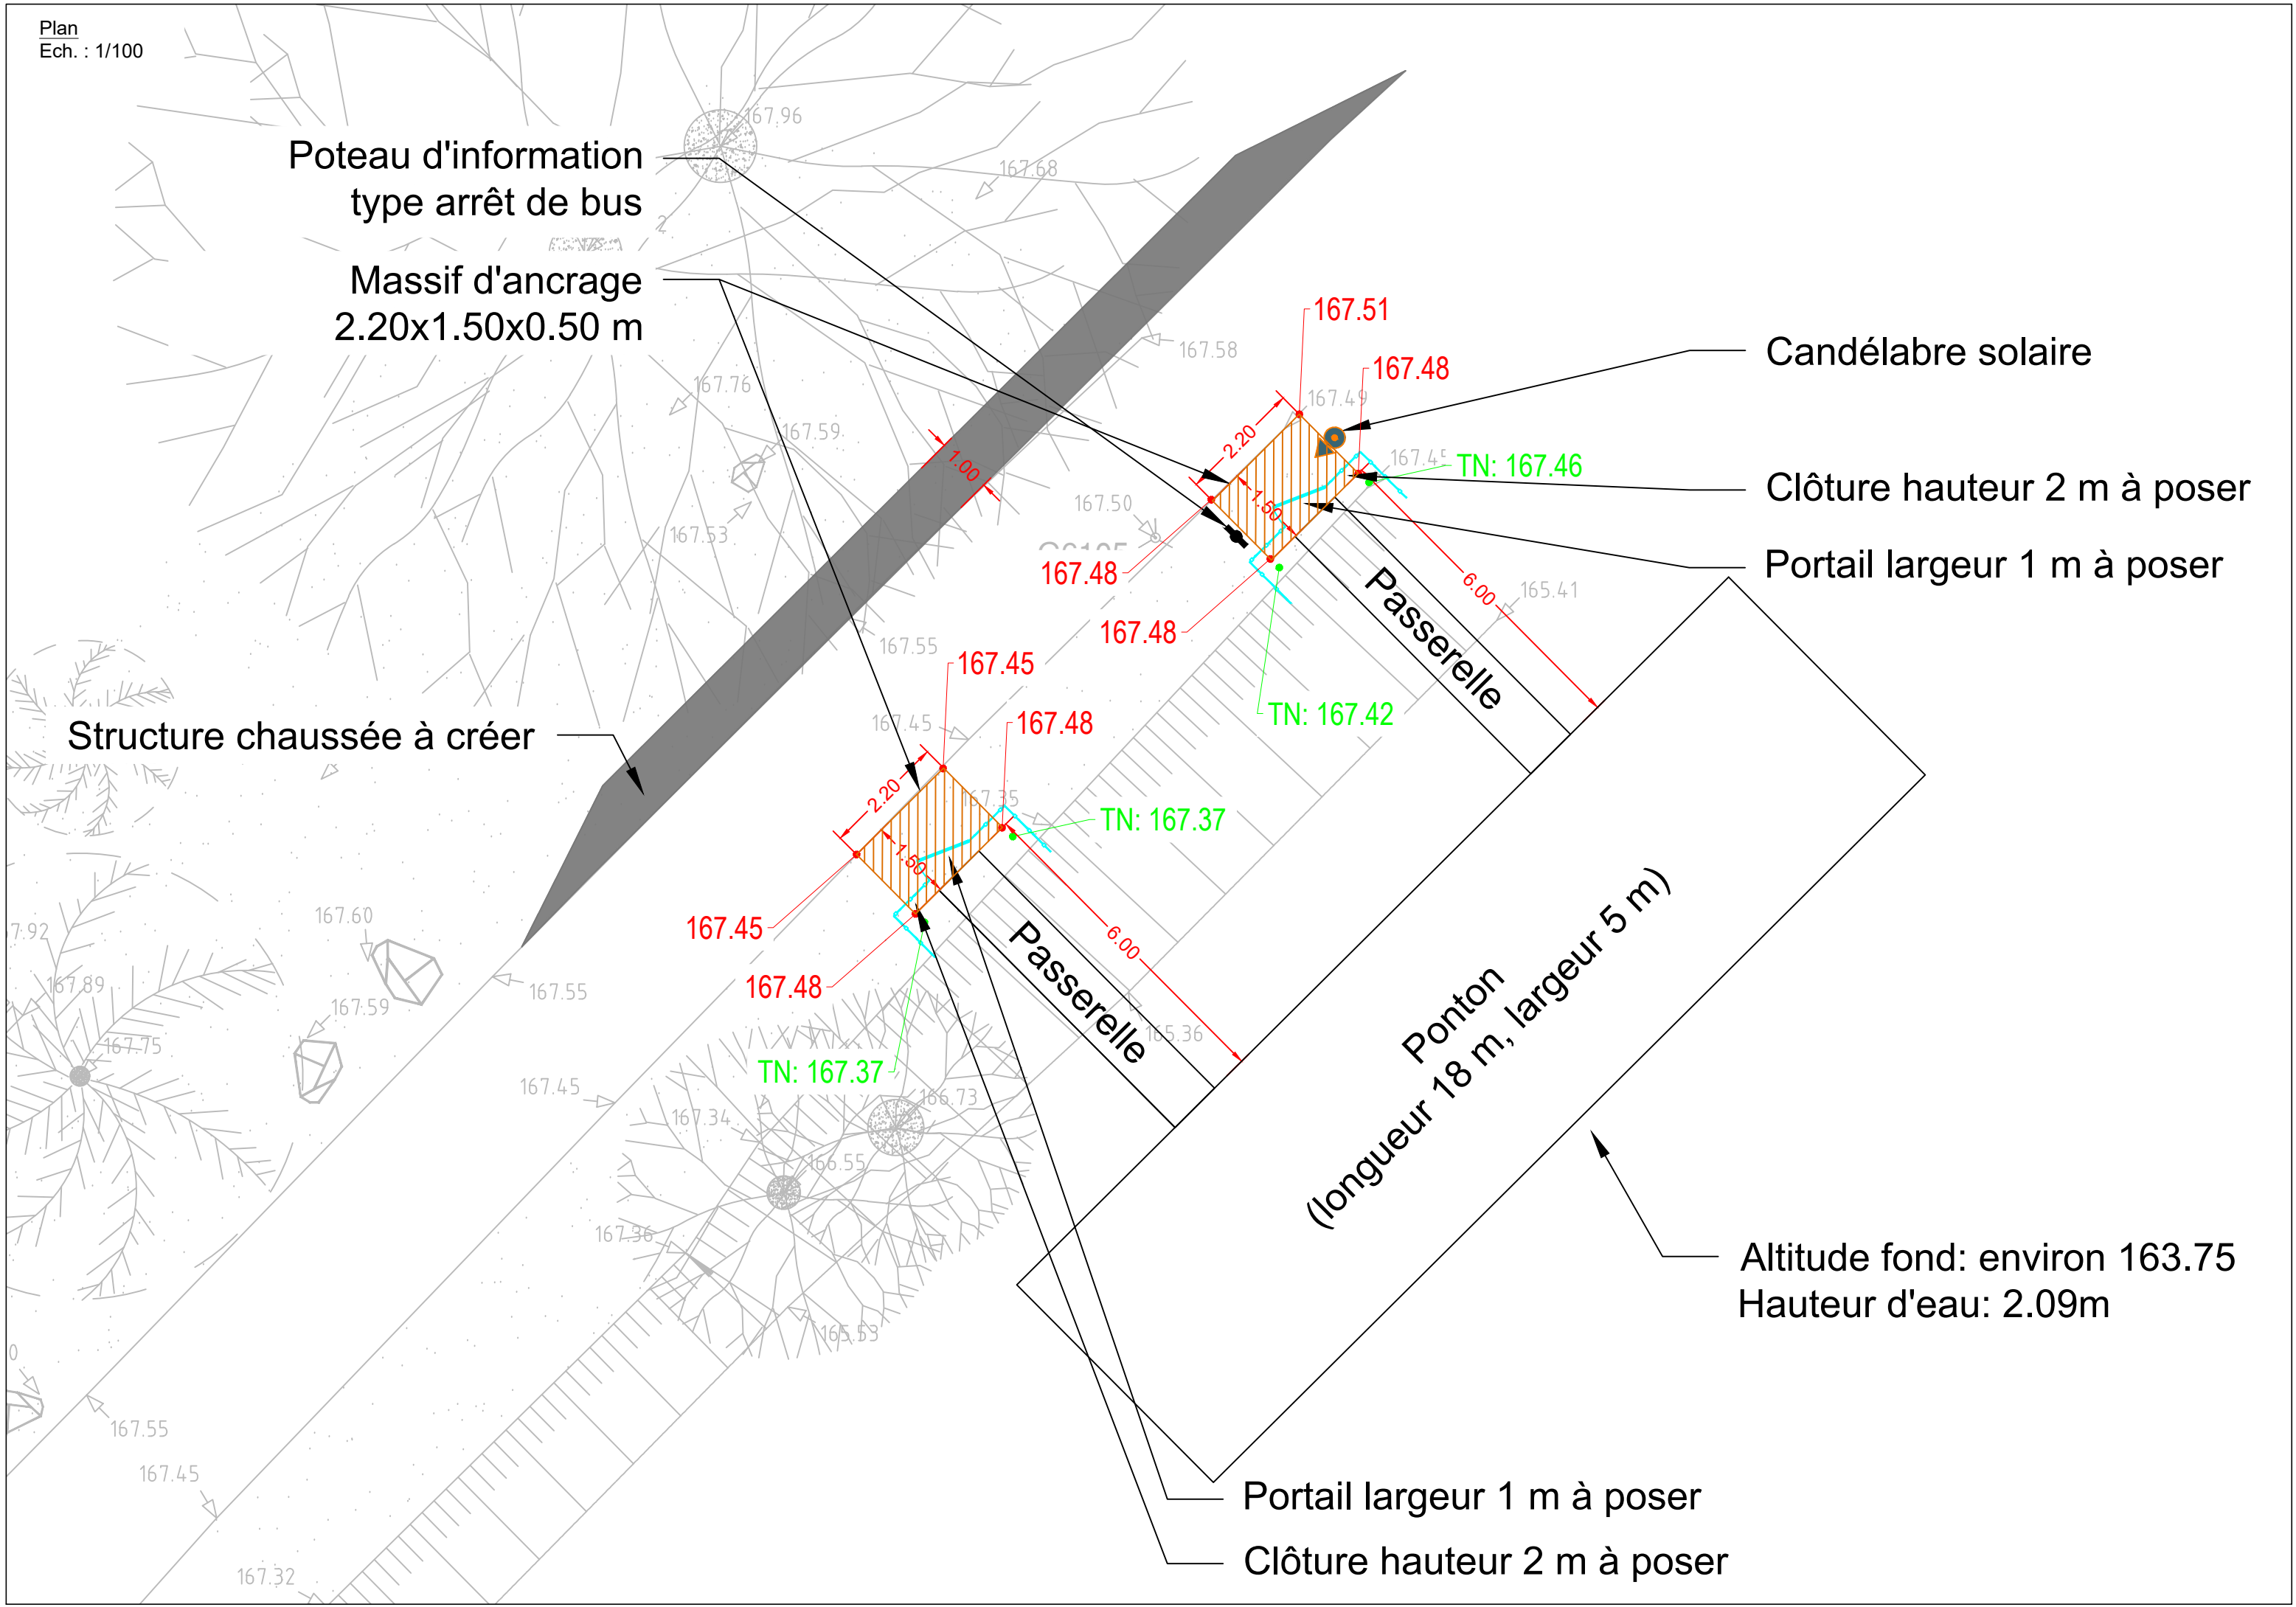 Plan
Ech. : 1/100
167.96
Poteau d'information
type arrêt de bus
167.68
2
Massif d'ancrage
2.20x1.50x0.50 m
167.51
167.58
Candélabre solaire
167.48
167.76
167.49
167.59
2.20
1.00
167.45
TN: 167.46
Clôture hauteur 2 m à poser
167.50
1.50
167.53
Portail largeur 1 m à poser
167.48
6.00
165.41
167.48
167.55
Passerelle
167.45
TN: 167.42
167.45
167.48
Structure chaussée à créer
2.20
167.35
TN: 167.37
1.50
167.60
167.45
7.92
6.00
167.89
167.55
167.48
Passerelle
167.59
Ponton
(longueur 18 m, largeur 5 m)
167.75
165.36
TN: 167.37
167.45
166.73
167.34
166.55
167.36
Altitude fond: environ 163.75
Hauteur d'eau: 2.09m
165.53
0
167.55
167.45
Portail largeur 1 m à poser
Clôture hauteur 2 m à poser
167.32